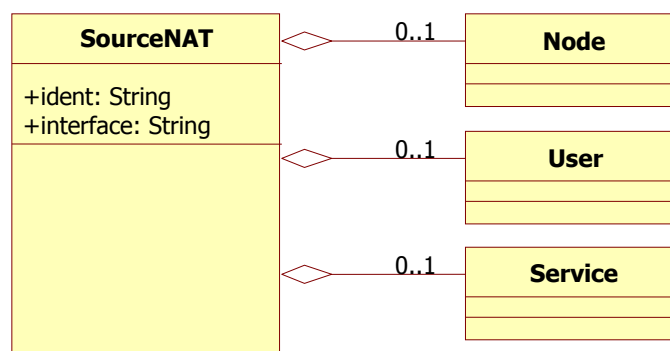 SourceNAT
+ident: String
+interface: String
0..1
Node
0..1
User
0..1
Service